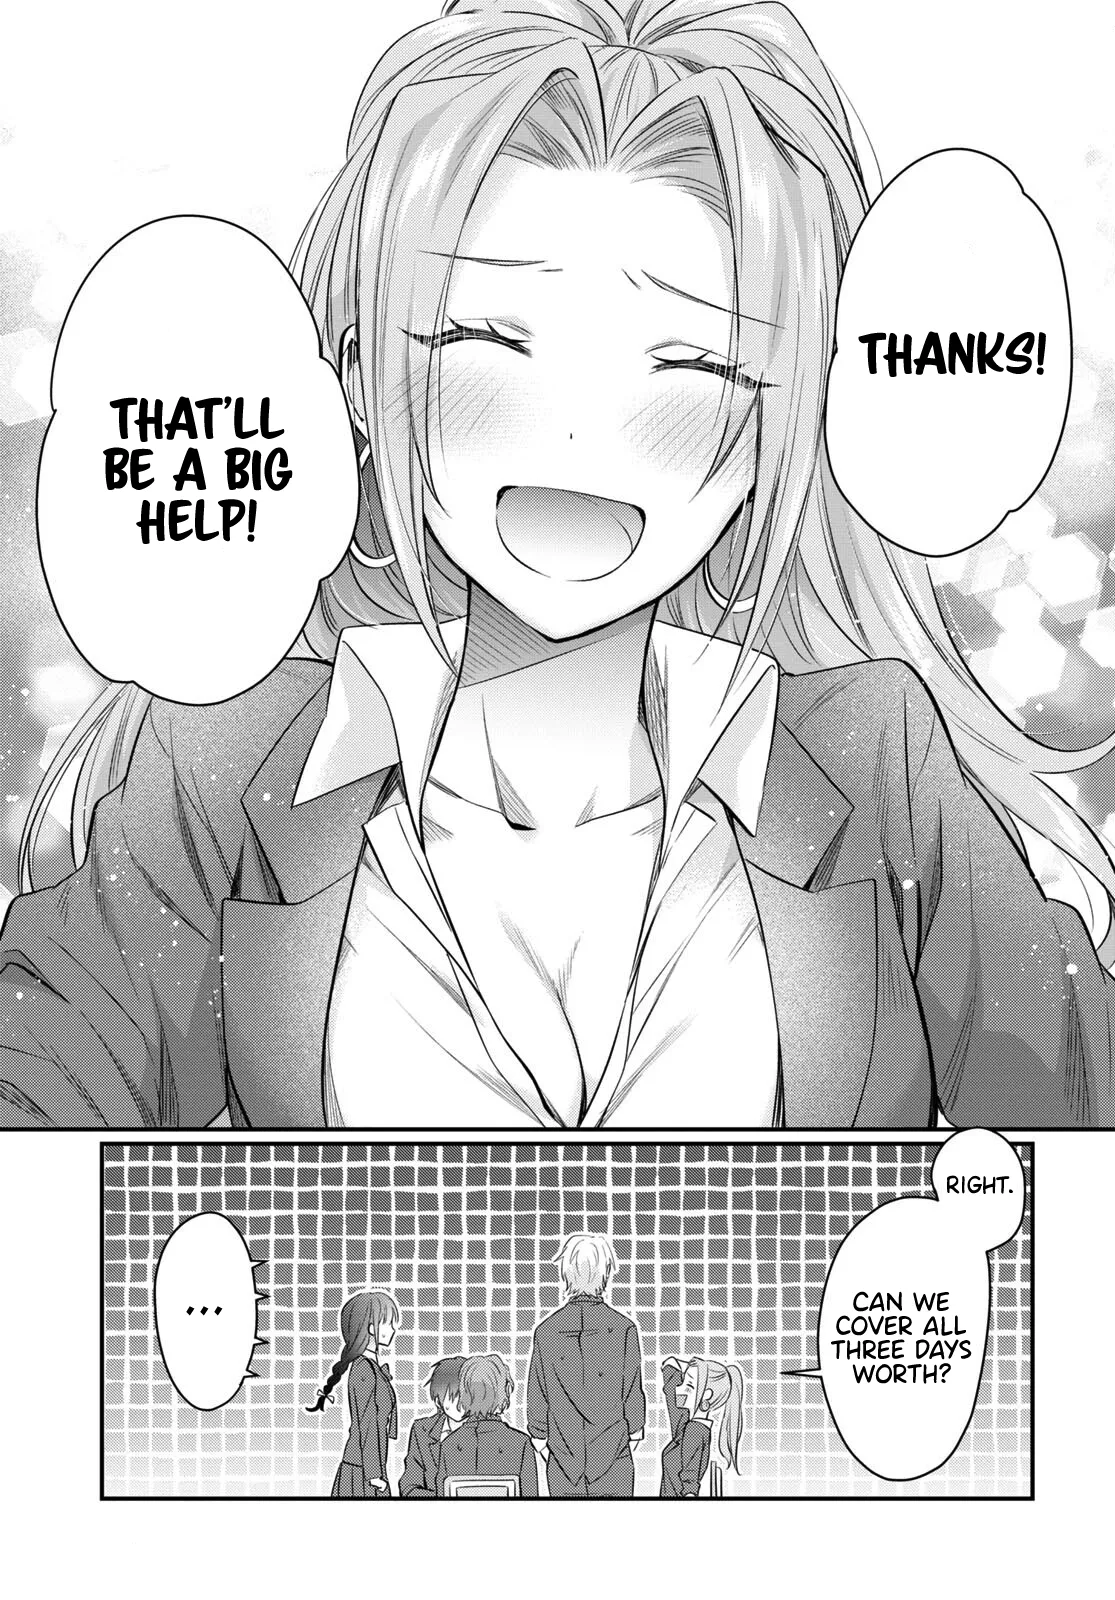 THANKS!
THAT'LL
BE A BIG
HELP!
RIGHT.
CAN WE
COVER ALL
THREE DAYS
WORTH?
...